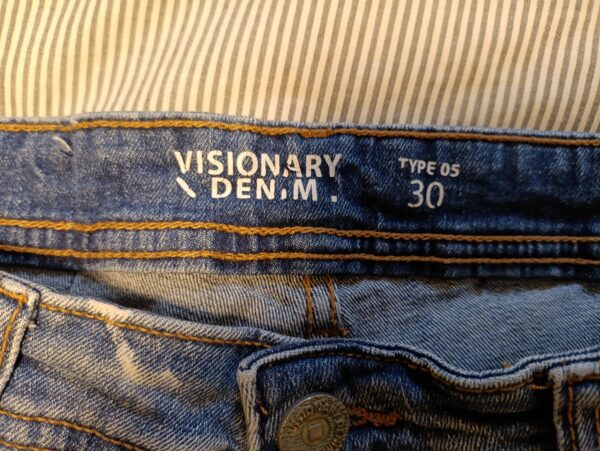 VISIONARY
DENIM.
TYPE 05
30